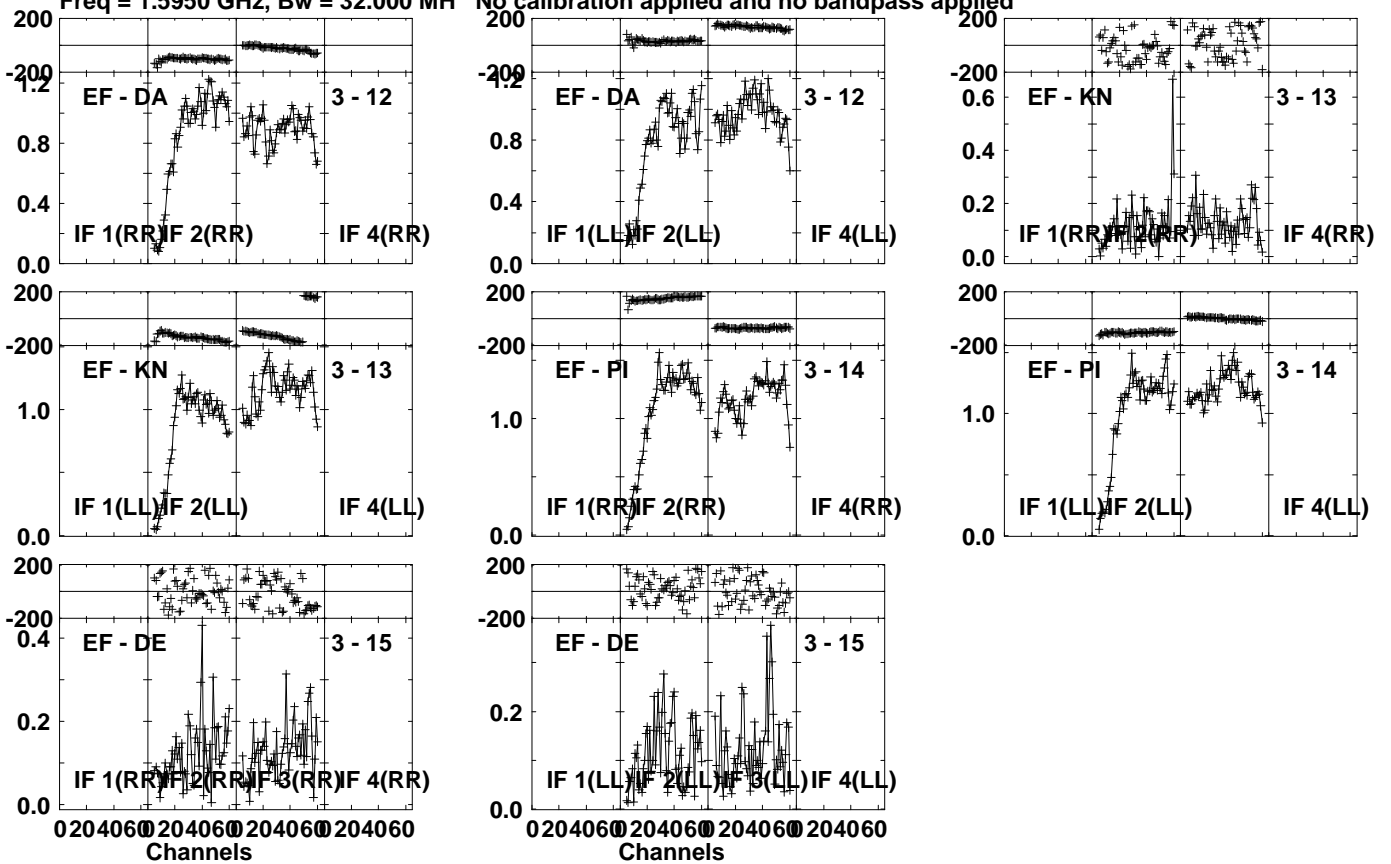 Freq = 1.5950 GHz, Bw = 32.000 MH No calibration applied and no bandpass applied
200 200 200
-200 -200 -200
1.2 EF - DA 3 - 12 1.2 EF - DA 3 - 12 EF - KN 3 - 13
0.6
0.8 0.8
0.4
0.4 0.4
0.2
IF 1(RR) IF 2(RR) IF 4(RR) IF 1(LL) IF 2(LL) IF 4(LL) IF 1(RR) IF 2(RR) IF 4(RR)
0.0 0.0 0.0
200 200 200
-200 -200 -200
EF - KN 3 - 13 EF - PI 3 - 14 EF - PI 3 - 14
1.0 1.0 1.0
IF 1(LL) IF 2(LL) IF 4(LL) IF 1(RR) IF 2(RR) IF 4(RR) IF 1(LL) IF 2(LL) IF 4(LL)
0.0 0.0 0.0
200 200
-200 -200
EF - DE 3 - 15 EF - DE 3 - 15
0.4
0.2 0.2
IF 1(RR) IF 2(RR) IF 3(RR) IF 4(RR) IF 1(LL) IF 2(LL) IF 3(LL) IF 4(LL)
0.0 0.0
0 20 40 60 0 20 40 60 0 20 40 60 0 20 40 60 0 20 40 60 0 20 40 60 0 20 40 60 0 20 40 60
Channels Channels